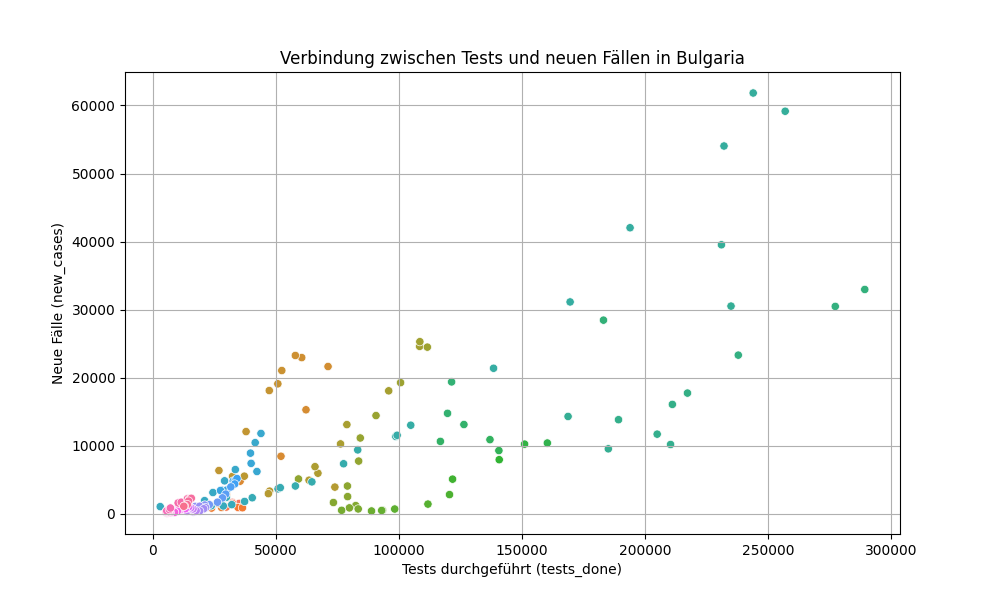 Verbindung zwischen Tests und neuen Fällen in Bulgaria
60000
50000
40000
30000
20000
10000
0
Neue Fälle (new_cases)
0 50000 100000 150000 200000 250000 300000
Tests durchgeführt (tests_done)